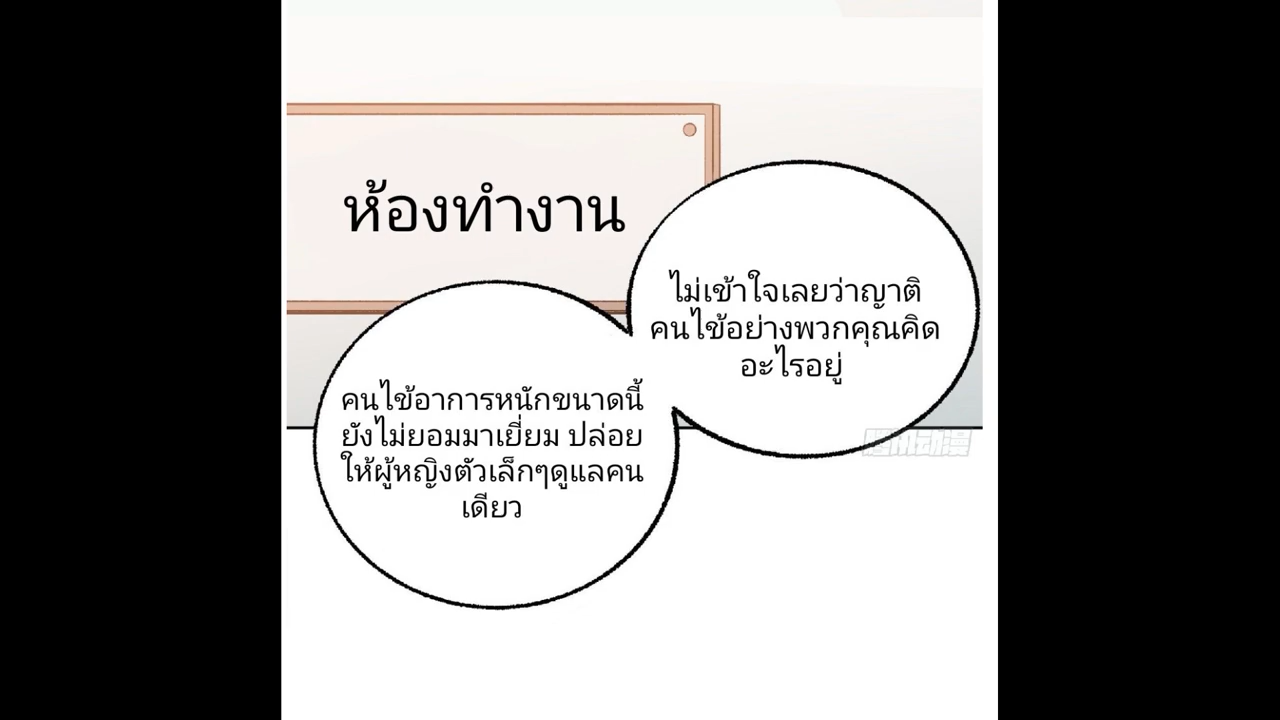 ห้องทำงาน
ไม่เข้าใจเลยว่าญาติ
คนไข้อย่างพวกคุณคิด
อะไรอยู่
คนไข้อาการหนักขนาดนี้
ยังไม่ยอมมาเยี่ยม ปล่อย
ให้ผู้หญิงตัวเล็กๆดูแลคน
เดียว